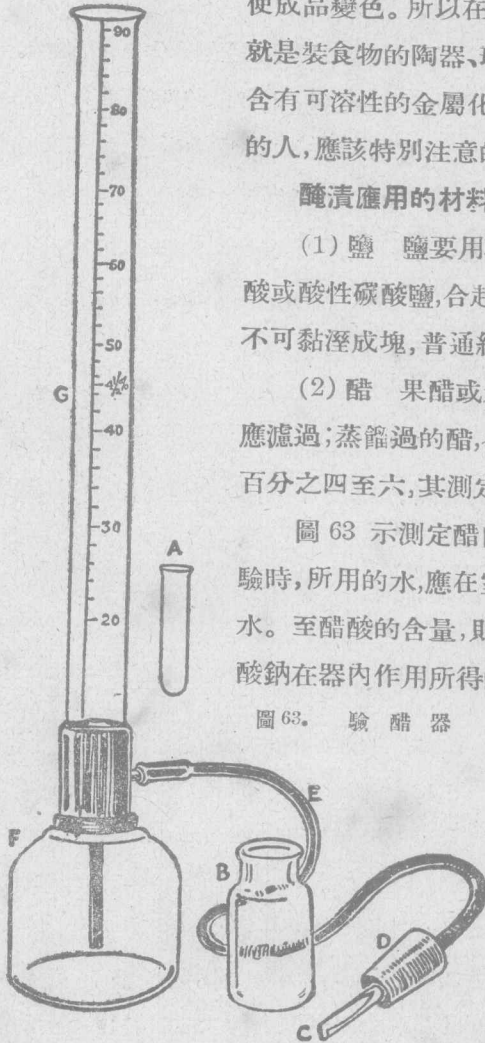 使成品變色。所以在
就是裝食物的陶器、
含有可溶性的金屬化
的人,應該特別注意的
醃漬應用的材料
(1) 鹽 鹽要用
酸或酸性碳酸鹽,合起
不可黏溼成塊,普通
(2) 醋 果醋或
應濾過;蒸餾過的醋,
百分之四至六,其測定
圖 63 示測定醋
驗時,所用的水,應在
水。至醋酸的含量,
酸鈉在器內作用所得
圖 63. 驗醋器
90
80
70
60
50
40
30
20
G
A
E
F
B
D
C